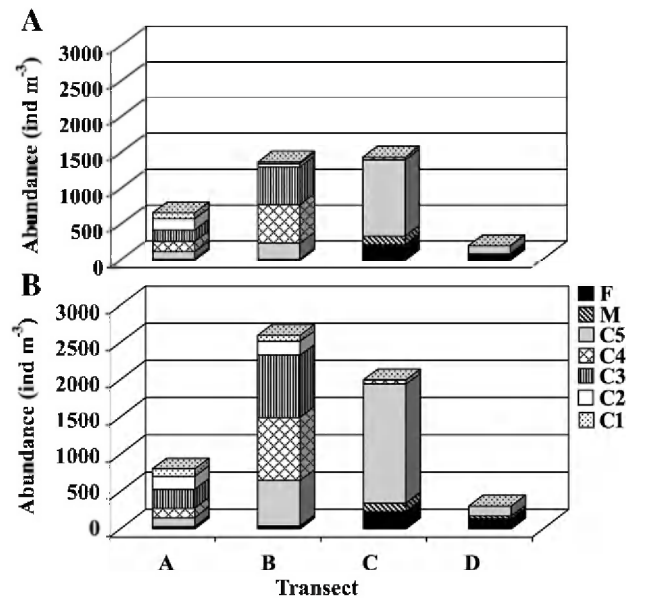 A
3000
2500
2000
1500
1000
500
0
Abundance (ind m-3)
B
3000
2500
2000
1500
1000
500
0
Abundance (ind m-3)
F
M
C5
C4
C3
C2
C1
A B C D
Transect